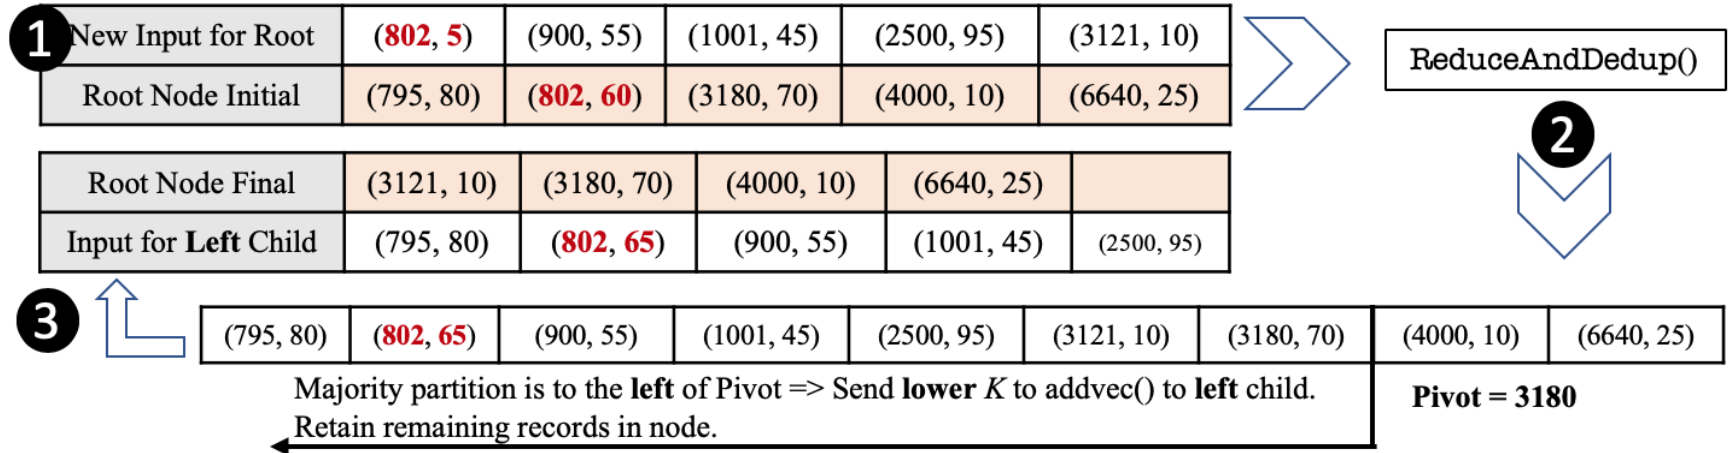 1
New Input for Root (802, 5) (900, 55) (1001, 45) (2500, 95) (3121, 10)
Root Node Initial (795, 80) (802, 60) (3180, 70) (4000, 10) (6640, 25)
ReduceAndDedup()
2
Root Node Final (3121, 10) (3180, 70) (4000, 10) (6640, 25)
Input for Left Child (795, 80) (802, 65) (900, 55) (1001, 45) (2500, 95)
3
(795, 80) (802, 65) (900, 55) (1001, 45) (2500, 95) (3121, 10) (3180, 70) (4000, 10) (6640, 25)
Majority partition is to the left of Pivot => Send lower K to addvec() to left child.
Retain remaining records in node.
Pivot = 3180